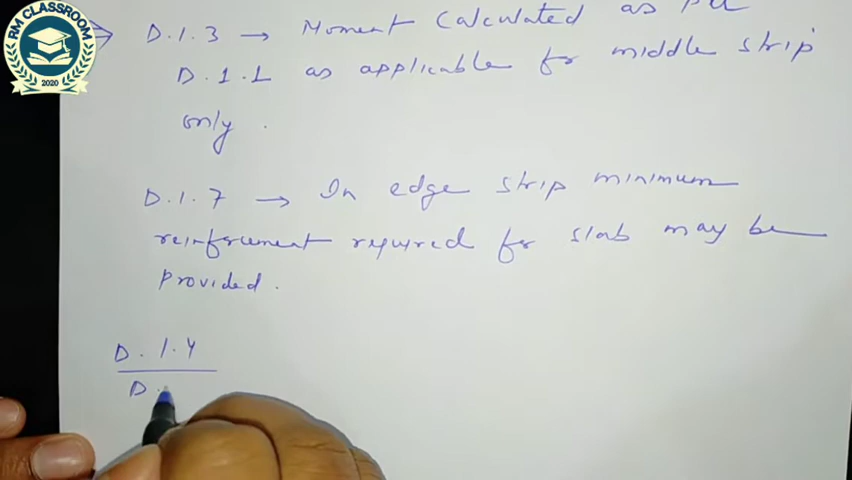 RM CLASSROOM
2020
D.1.3 → Moment Calculated as per
D.1.1 as applicable for middle strip
only.
D.1.7 → In edge strip minimum
reinforcement required for slab may be
Provided.
D.1.4
D.